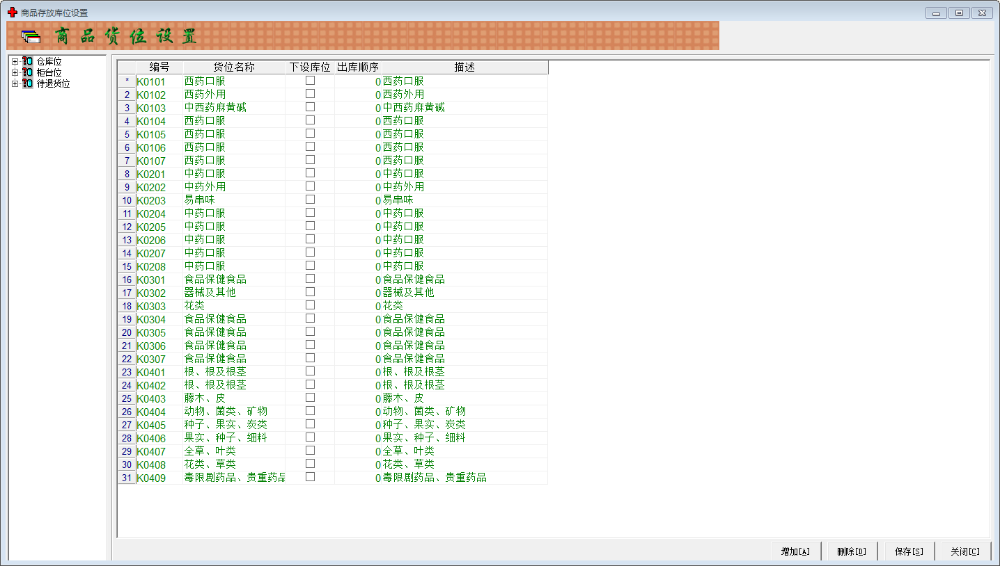 商品存放库位设置
商品货位设置
仓库位
柜台位
待退货位
编号 货位名称 下设库位 出库顺序 描述
* K0101 西药口服 0 西药口服
2 K0102 西药外用 0 西药外用
3 K0103 中西药麻黄碱 0 中西药麻黄碱
4 K0104 西药口服 0 西药口服
5 K0105 西药口服 0 西药口服
6 K0106 西药口服 0 西药口服
7 K0107 西药口服 0 西药口服
8 K0201 中药口服 0 中药口服
9 K0202 中药外用 0 中药外用
10 K0203 易串味 0 易串味
11 K0204 中药口服 0 中药口服
12 K0205 中药口服 0 中药口服
13 K0206 中药口服 0 中药口服
14 K0207 中药口服 0 中药口服
15 K0208 中药口服 0 中药口服
16 K0301 食品保健食品 0 食品保健食品
17 K0302 器械及其他 0 器械及其他
18 K0303 花类 0 花类
19 K0304 食品保健食品 0 食品保健食品
20 K0305 食品保健食品 0 食品保健食品
21 K0306 食品保健食品 0 食品保健食品
22 K0307 食品保健食品 0 食品保健食品
23 K0401 根、根及根茎 0 根、根及根茎
24 K0402 根、根及根茎 0 根、根及根茎
25 K0403 藤木、皮 0 藤木、皮
26 K0404 动物、菌类、矿物 0 动物、菌类、矿物
27 K0405 种子、果实、炭类 0 种子、果实、炭类
28 K0406 果实、种子、细料 0 果实、种子、细料
29 K0407 全草、叶类 0 全草、叶类
30 K0408 花类、草类 0 花类、草类
31 K0409 毒限剧药品、贵重药品 0 毒限剧药品、贵重药品
增加[A] 删除[D] 保存[S] 关闭[C]